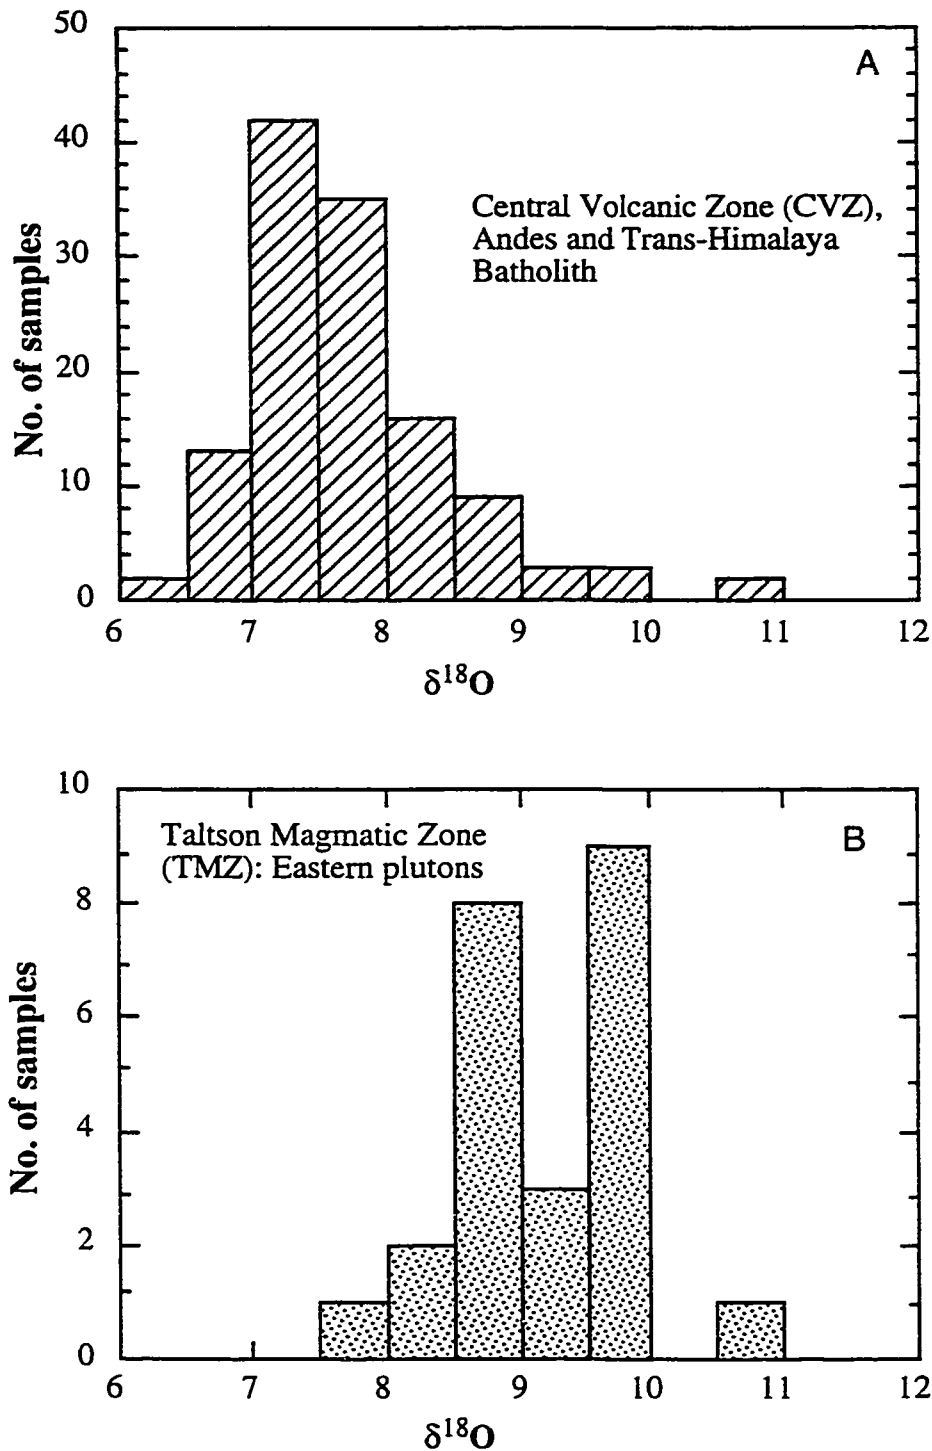 50
A
40
Central Volcanic Zone (CVZ),
Andes and Trans-Himalaya
Batholith
30
20
10
0
No. of samples
6 7 8 9 10 11 12
δ¹⁸O
10
Taltson Magmatic Zone
(TMZ): Eastern plutons
B
8
6
4
2
0
No. of samples
6 7 8 9 10 11 12
δ¹⁸O